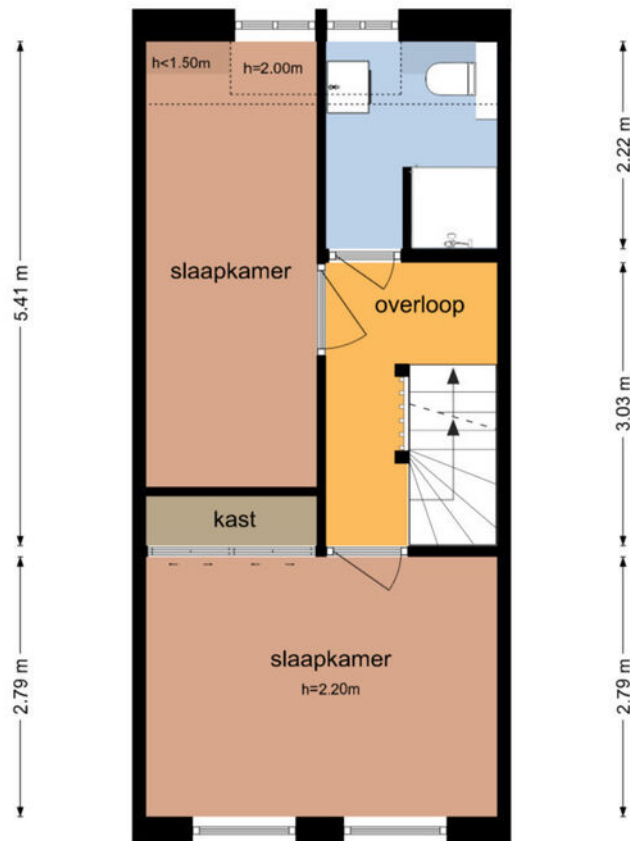 h<1.50m
h=2.00m
2.22 m
5.41 m
slaapkamer
overloop
3.03 m
kast
2.79 m
slaapkamer
h=2.20m
2.79 m